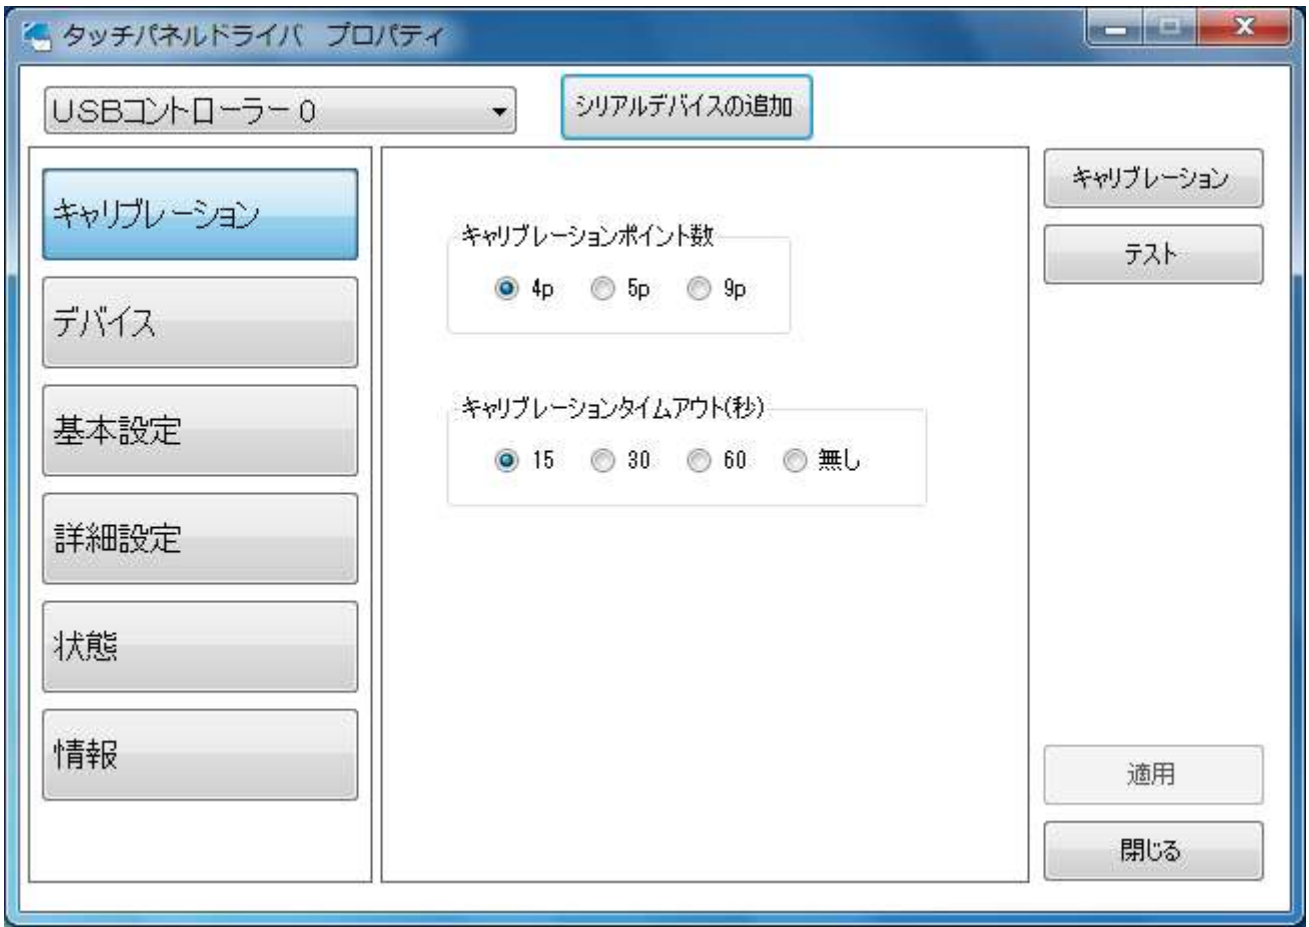 タッチパネルドライバ プロパティ
USBコントローラー 0
シリアルデバイスの追加
キャリブレーション
デバイス
基本設定
詳細設定
状態
情報
キャリブレーションポイント数
4p 5p 9p
キャリブレーションタイムアウト(秒)
15 30 60 無し
キャリブレーション
テスト
適用
閉じる